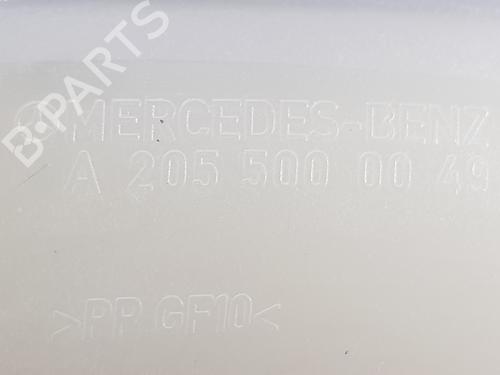 B-PARTS
MERCEDES-BENZ
A 205 500 00 49
>PP GF10<